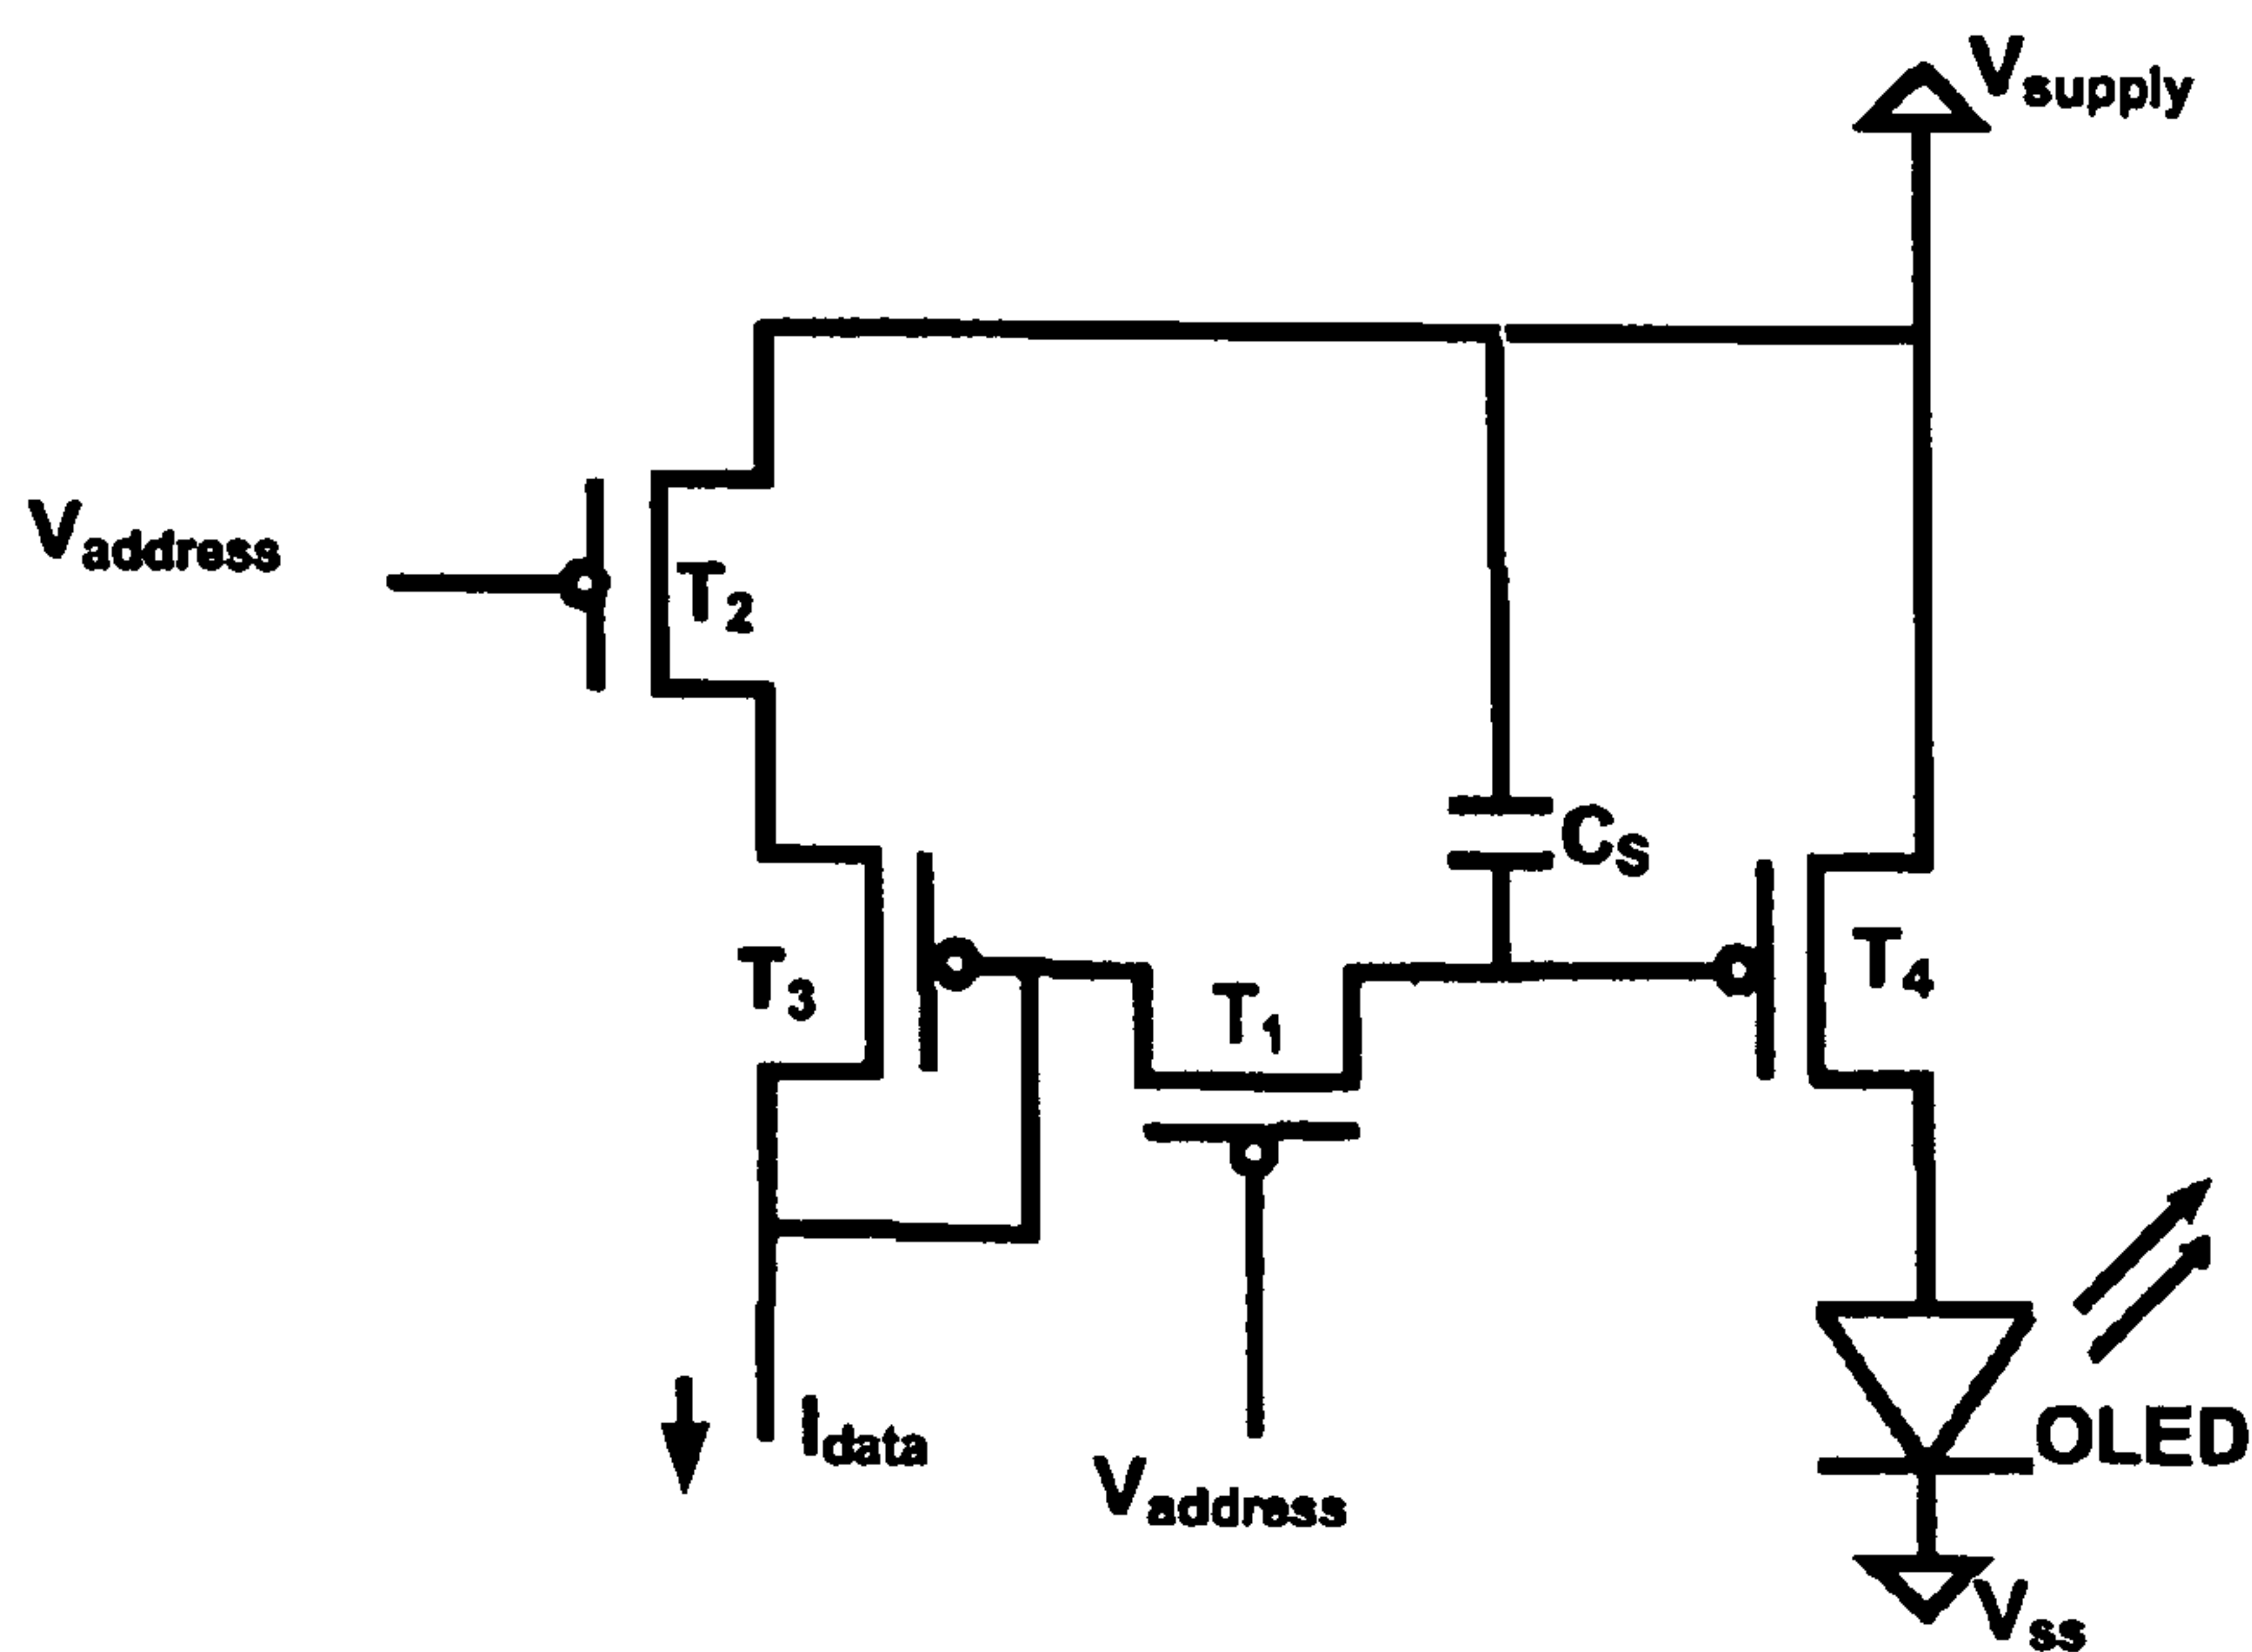 Vsupply
Vaddress
T2
CS
T3
T4
T1
Idata
OLED
Vaddress
Vss